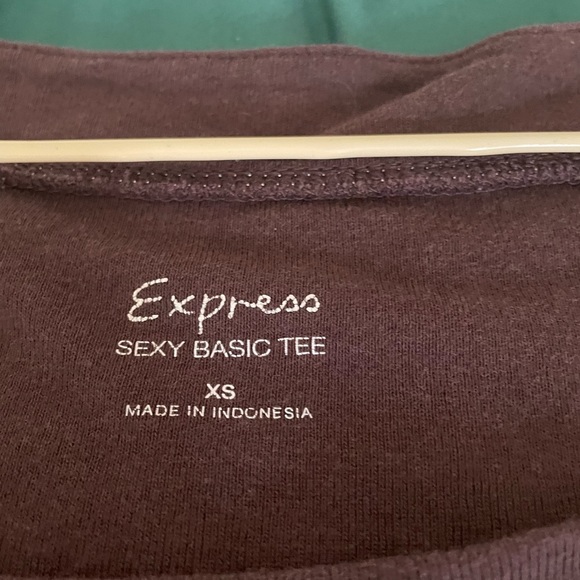 Express
SEXY BASIC TEE
XS
MADE IN INDONESIA